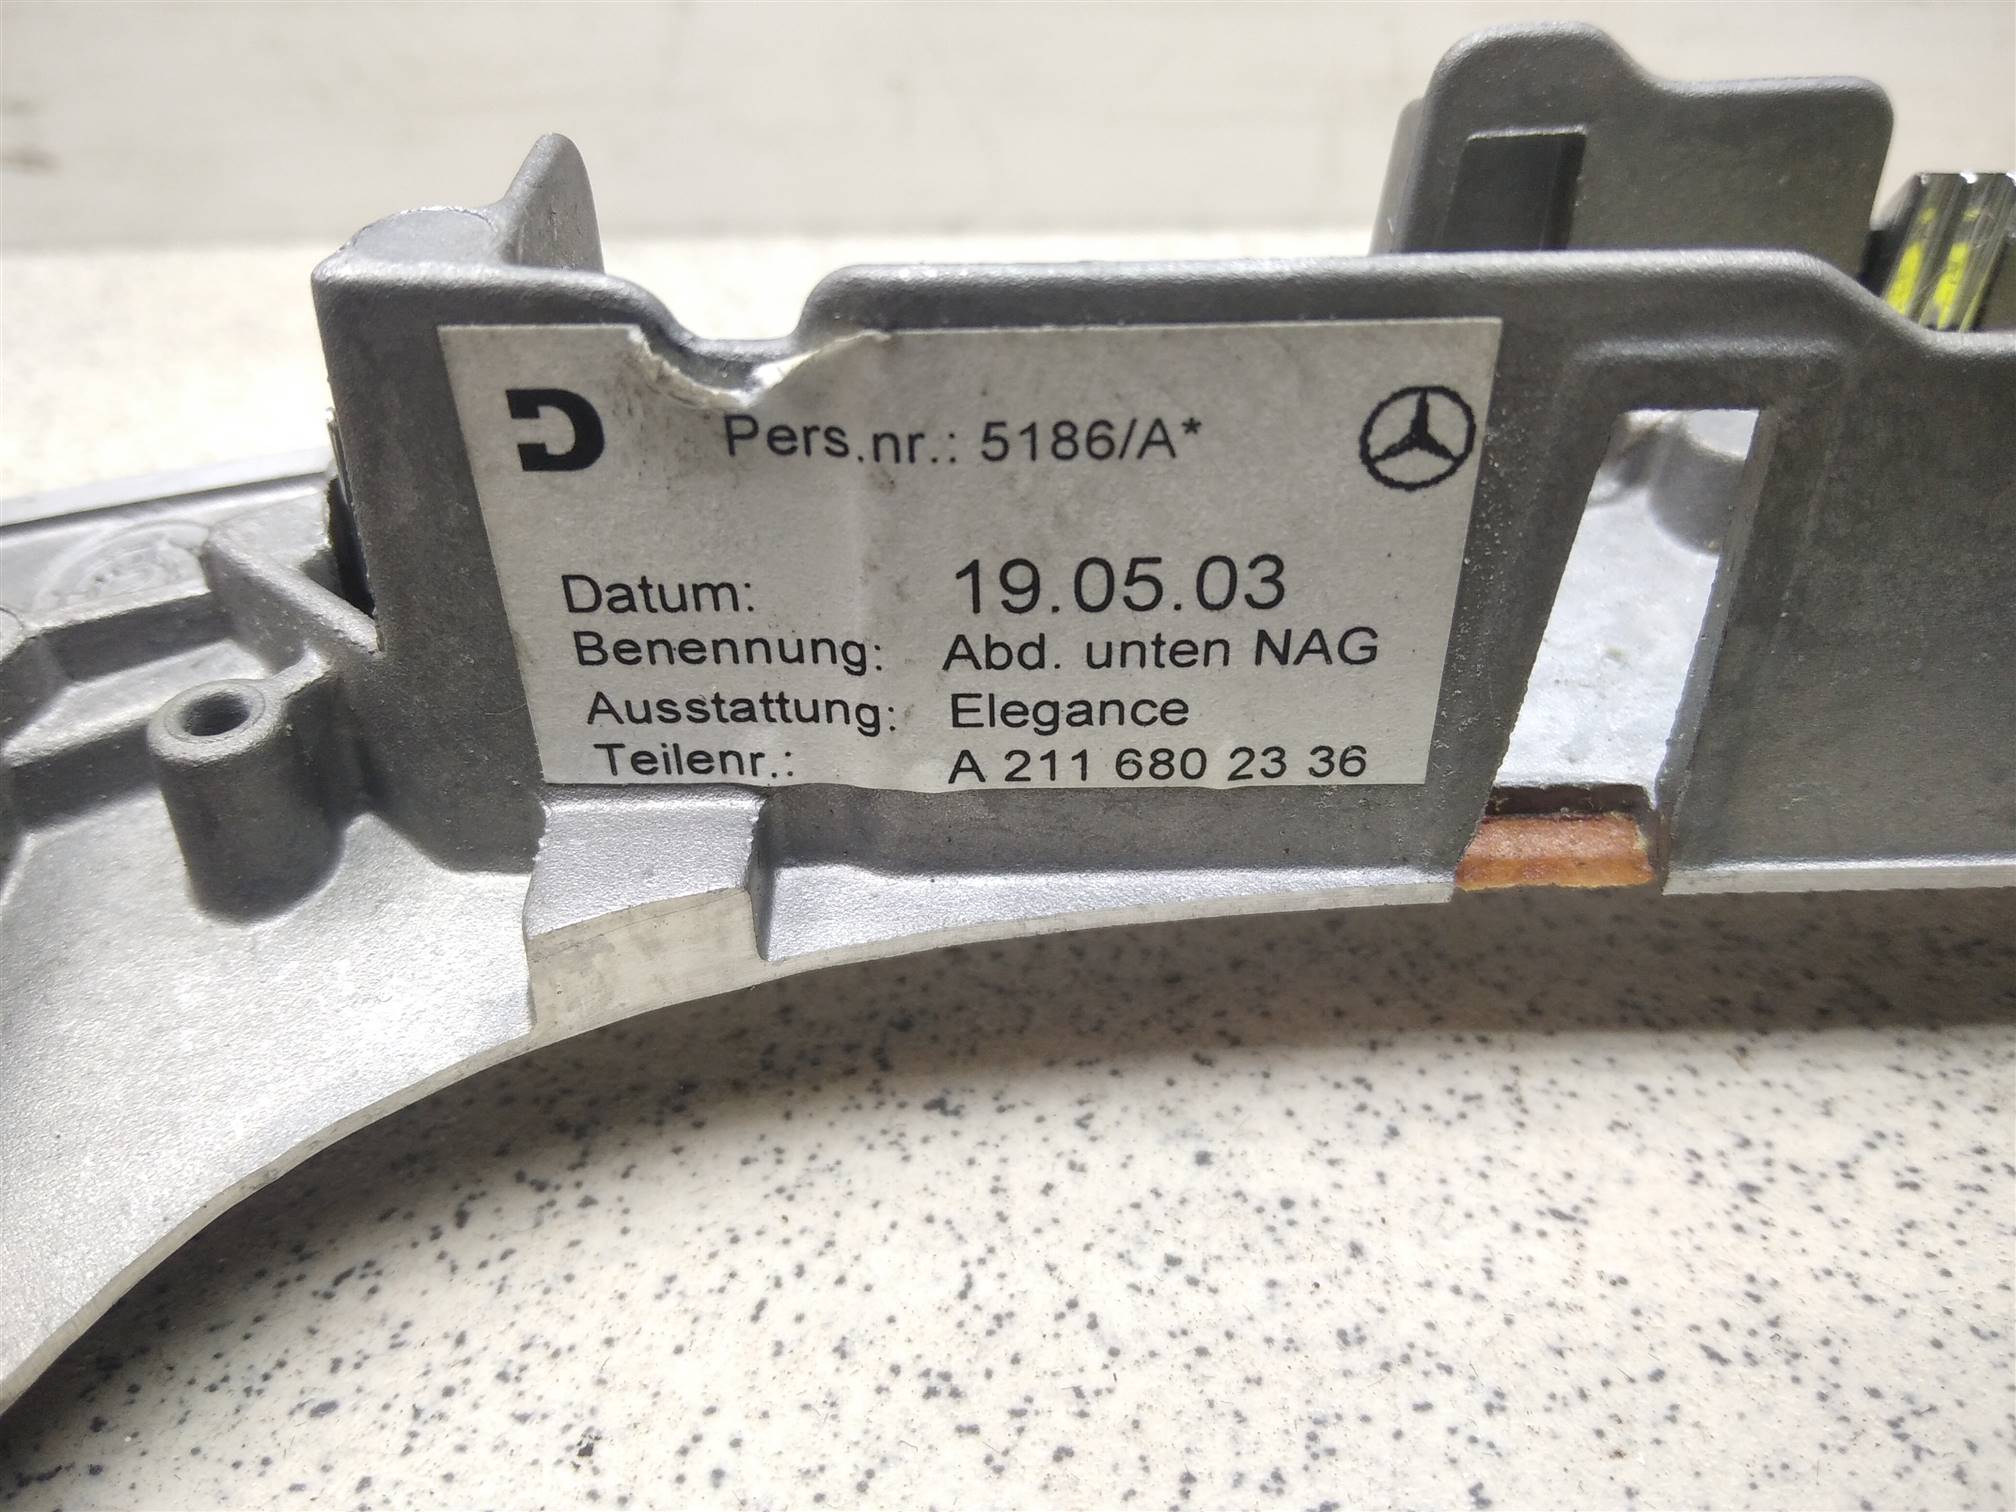 Pers.nr.: 5186/A*
Datum: 19.05.03
Benennung: Abd. unten NAG
Ausstattung: Elegance
Teilenr.: A 211 680 23 36